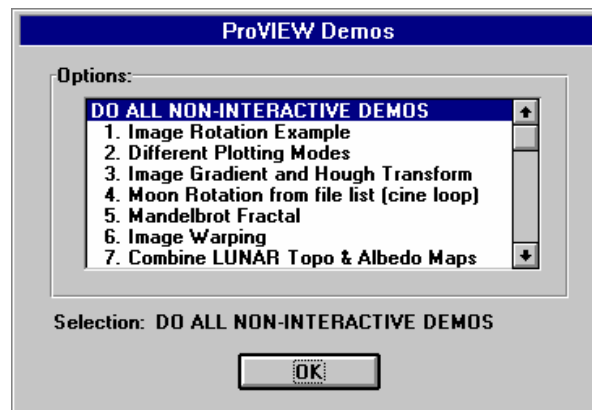 ProVIEW Demos
Options:
DO ALL NON-INTERACTIVE DEMOS
1. Image Rotation Example
2. Different Plotting Modes
3. Image Gradient and Hough Transform
4. Moon Rotation from file list (cine loop)
5. Mandelbrot Fractal
6. Image Warping
7. Combine LUNAR Topo & Albedo Maps
Selection: DO ALL NON-INTERACTIVE DEMOS
OK